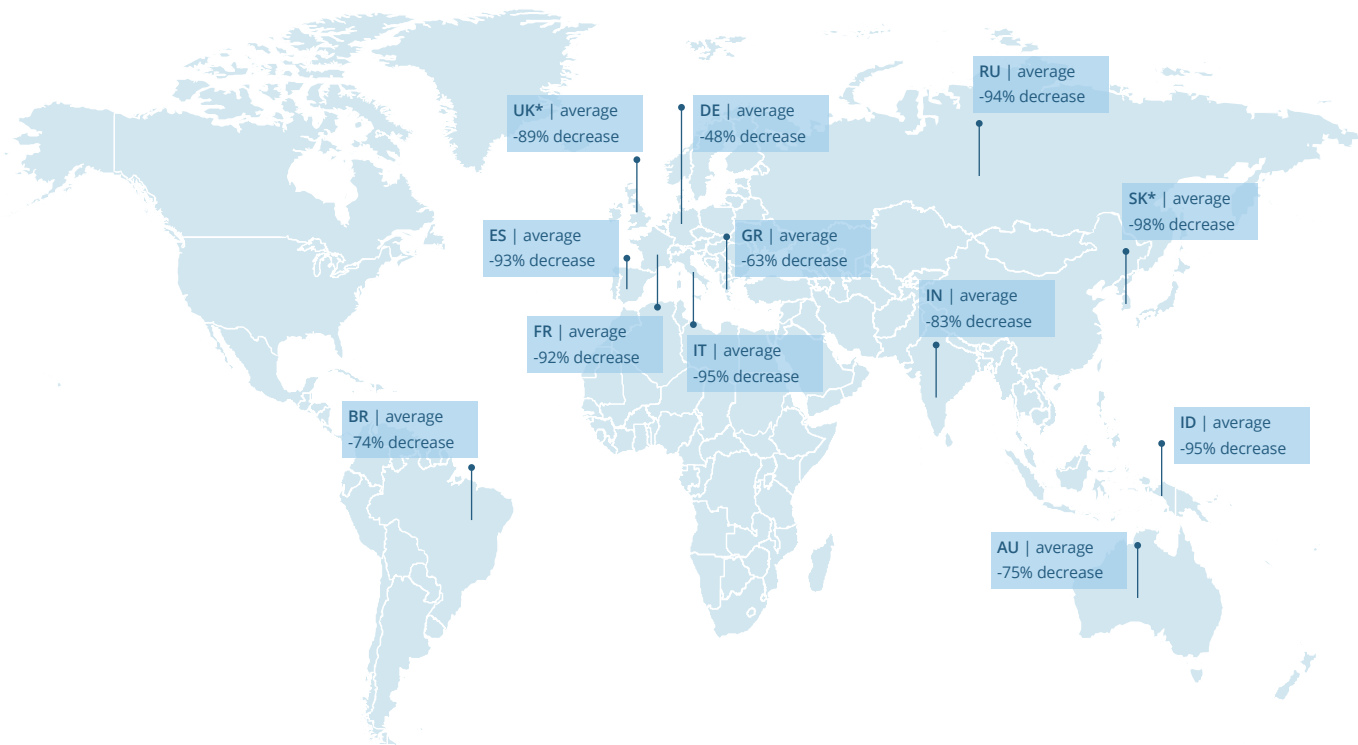 RU | average
-94% decrease
UK* | average
-89% decrease
DE | average
-48% decrease
SK* | average
-98% decrease
ES | average
-93% decrease
GR | average
-63% decrease
IN | average
-83% decrease
FR | average
-92% decrease
IT | average
-95% decrease
BR | average
-74% decrease
ID | average
-95% decrease
AU | average
-75% decrease